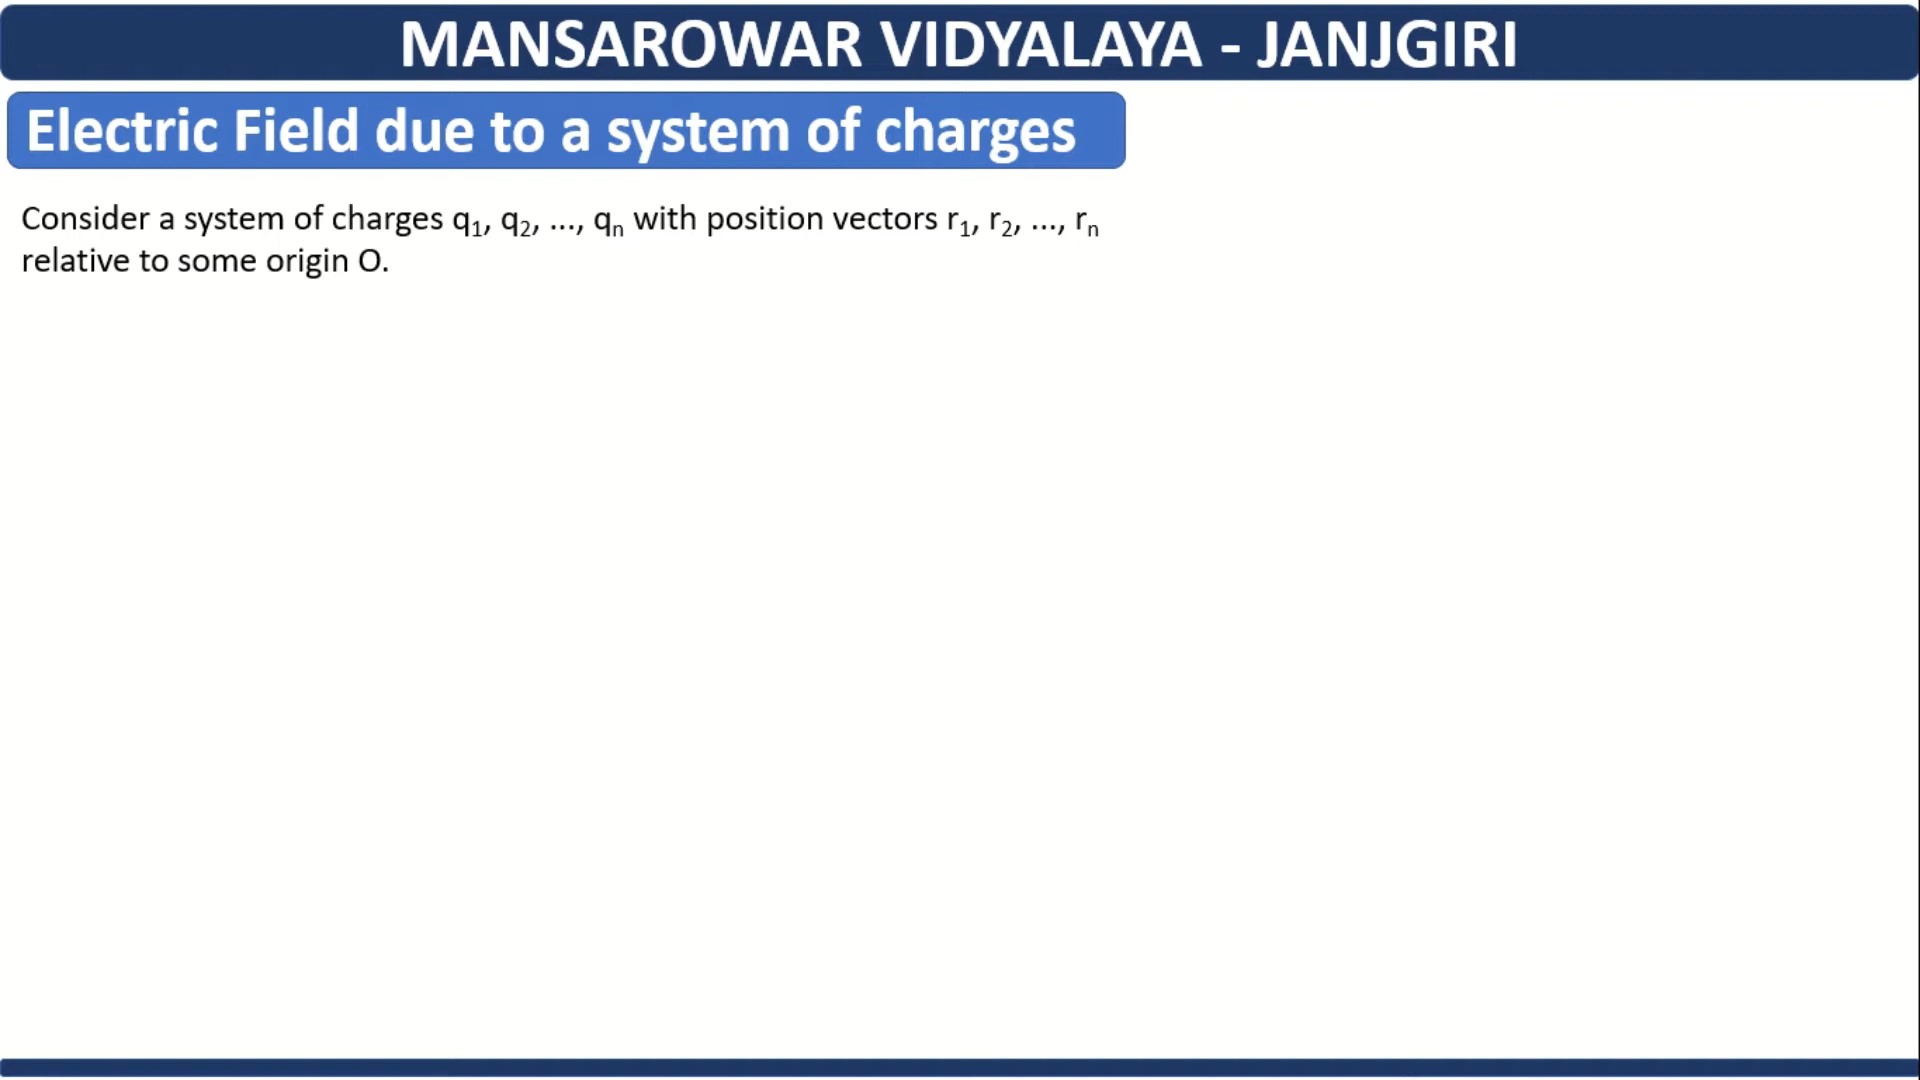 MANSAROWAR VIDYALAYA - JANJGIRI
Electric Field due to a system of charges
Consider a system of charges q₁, q₂, ..., qₙ with position vectors r₁, r₂, ..., rₙ
relative to some origin O.